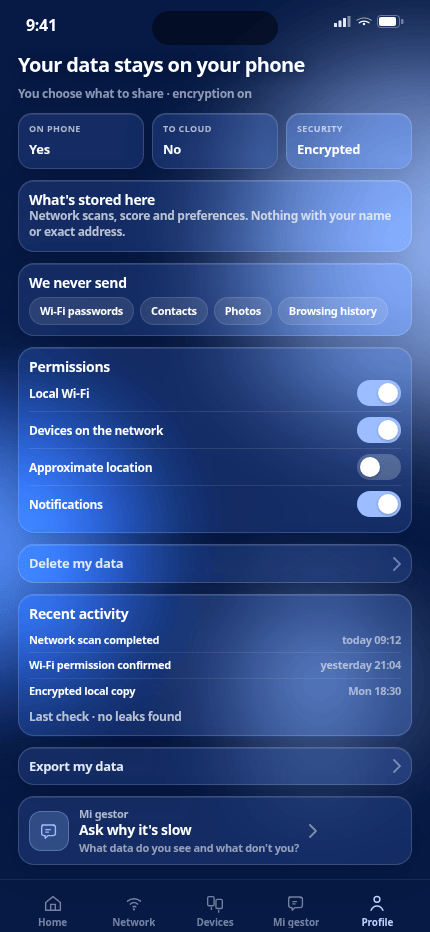 9:41
Your data stays on your phone
You choose what to share · encryption on
ON PHONE
Yes
TO CLOUD
No
SECURITY
Encrypted
What's stored here
Network scans, score and preferences. Nothing with your name
or exact address.
We never send
Wi-Fi passwords
Contacts
Photos
Browsing history
Permissions
Local Wi-Fi
Devices on the network
Approximate location
Notifications
Delete my data
Recent activity
Network scan completed today 09:12
Wi-Fi permission confirmed yesterday 21:04
Encrypted local copy Mon 18:30
Last check · no leaks found
Export my data
Mi gestor
Ask why it's slow
What data do you see and what don't you?
Home Network Devices Mi gestor Profile